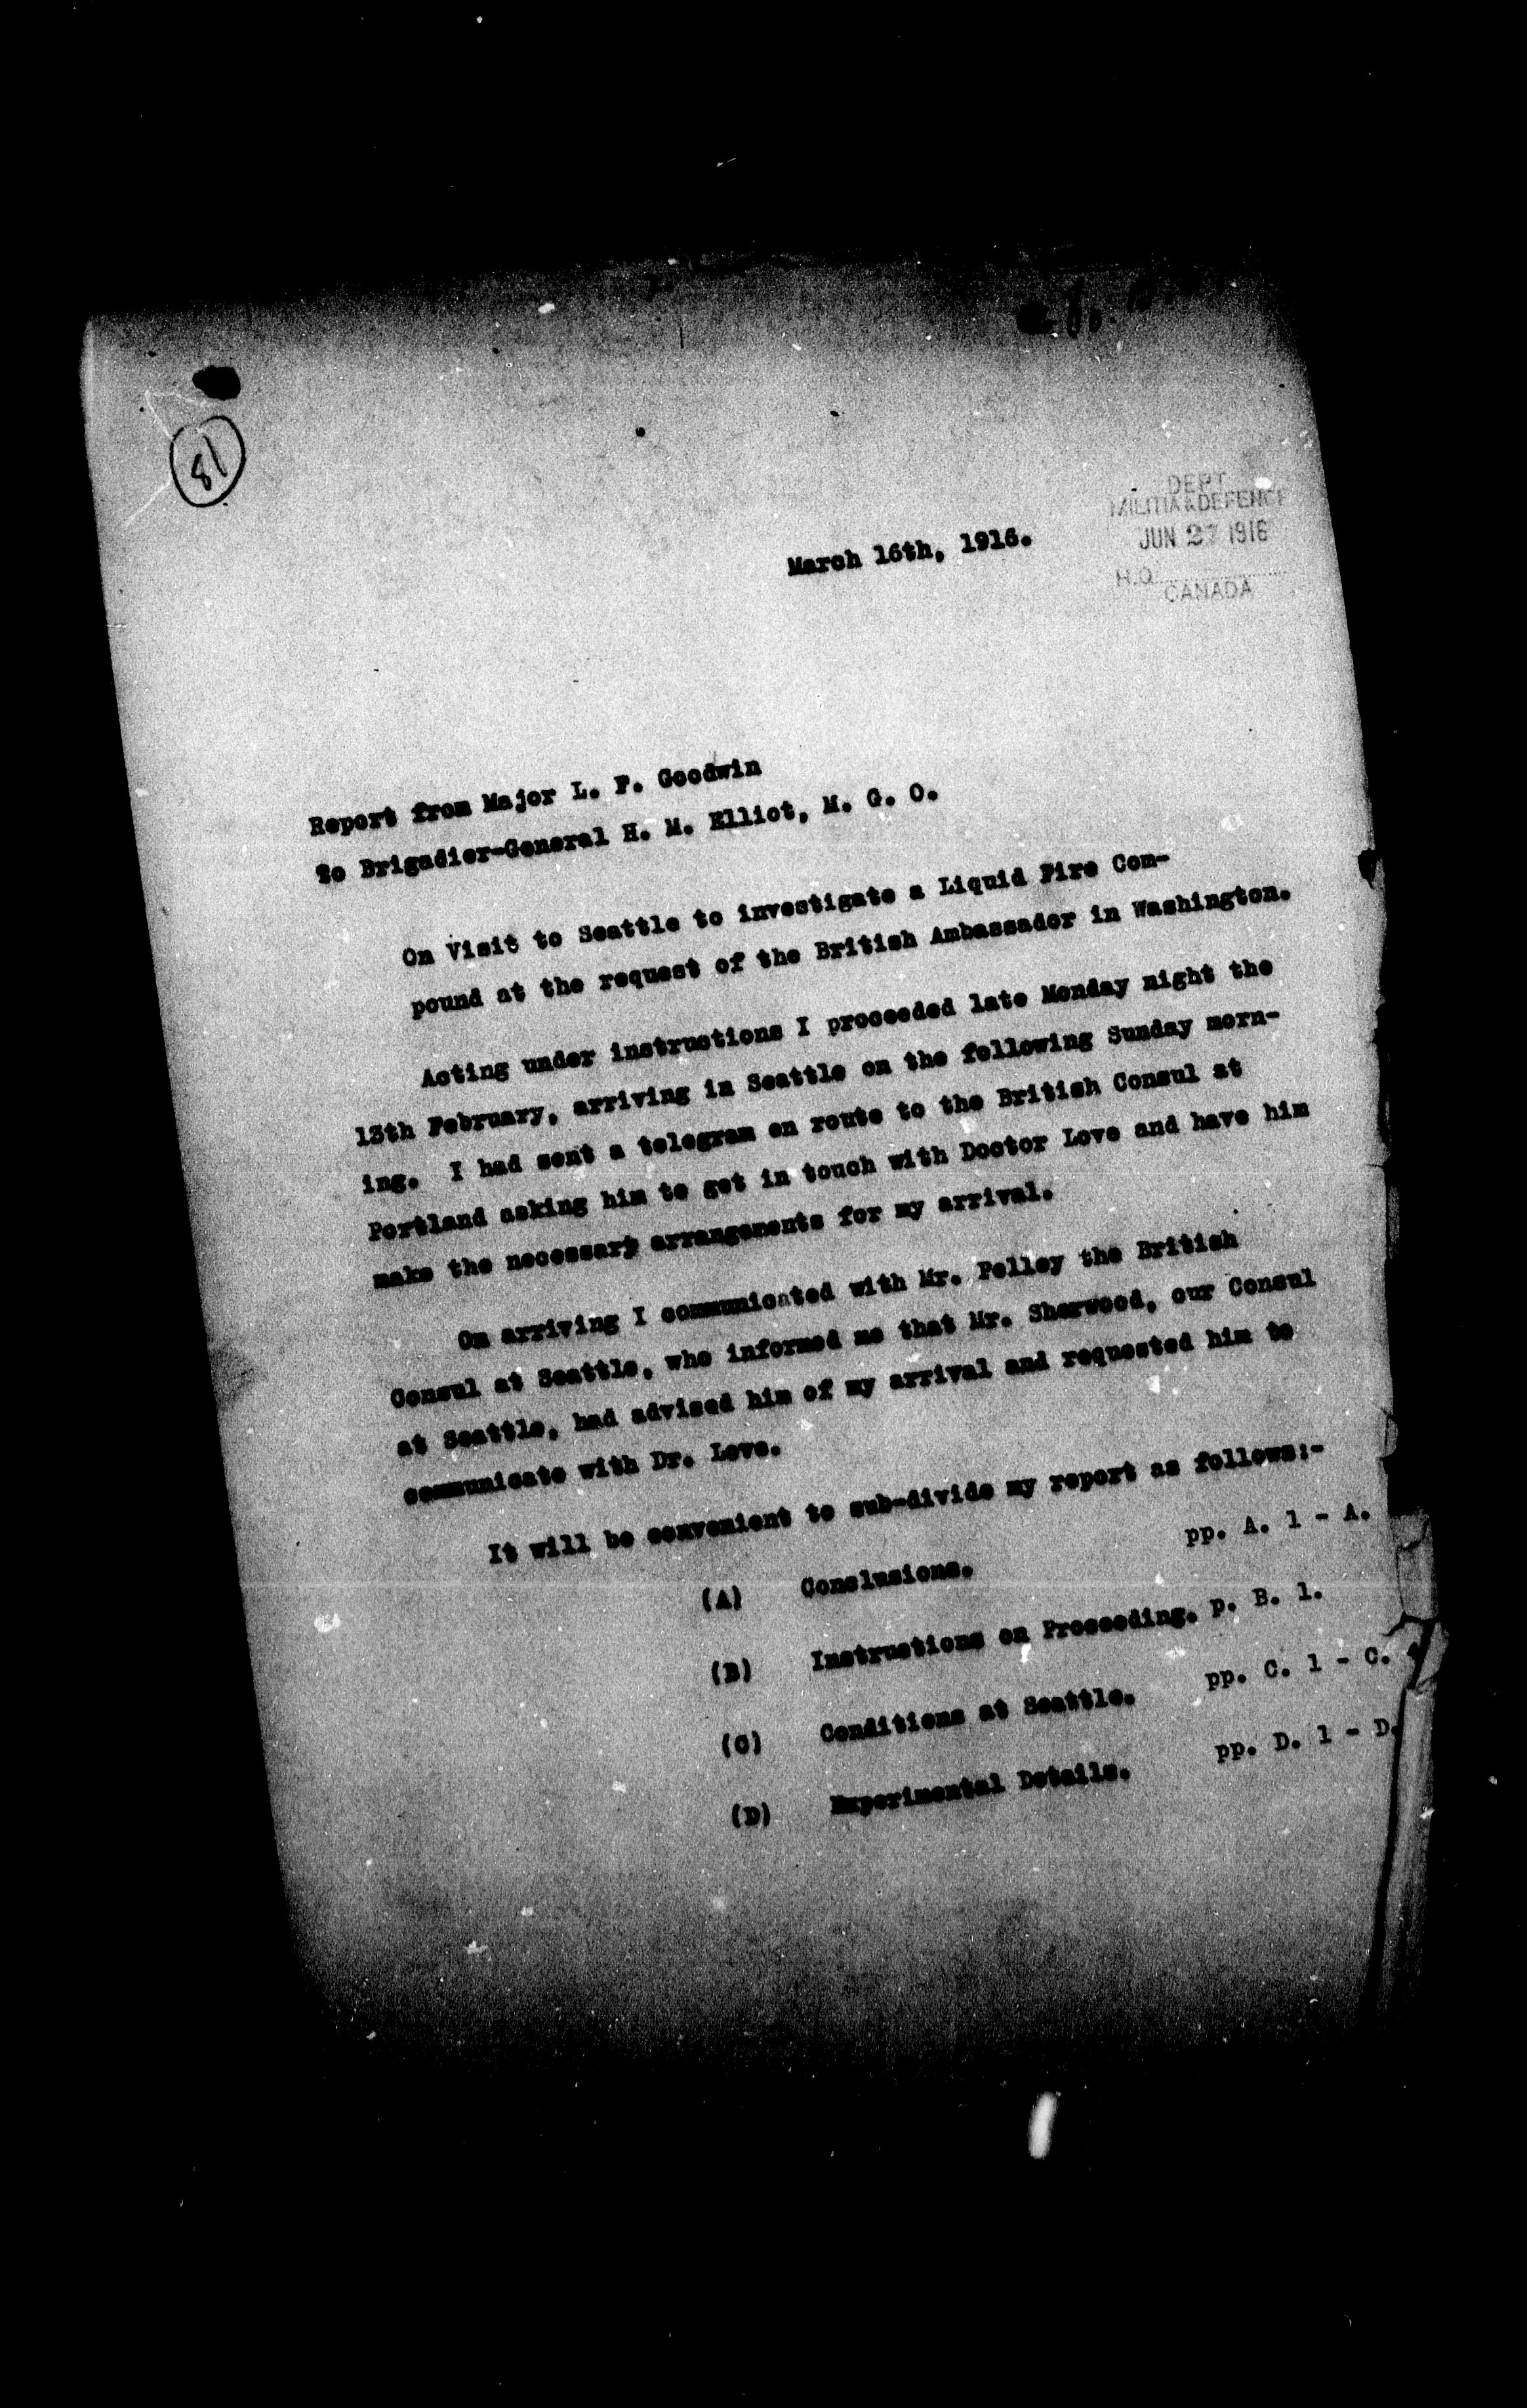 81
DEPT.
MILITIA & DEFENCE
JUN 27 1916
H.Q.
CANADA
March 16th, 1916.
Report from Major L. F. Goodwin
to Brigadier-General H. M. Elliot, M. G. O.
On Visit to Seattle to investigate a Liquid Fire Com-
pound at the request of the British Ambassador in Washington.
Acting under instructions I proceeded late Monday night the
13th February, arriving in Seattle on the following Sunday morn-
ing. I had sent a telegram en route to the British Consul at
Portland asking him to get in touch with Doctor Love and have him
make the necessary arrangements for my arrival.
On arriving I communicated with Mr. Pelley the British
Consul at Seattle, who informed me that Mr. Sherwood, our Consul
at Seattle, had advised him of my arrival and requested him to
communicate with Dr. Love.
It will be convenient to sub-divide my report as follows:-
(A) Conclusions. pp. A. 1 - A.
(B) Instructions on Proceeding. p. B. 1.
(C) Conditions at Seattle. pp. C. 1 - C.
(D) Experimental Details. pp. D. 1 - D.